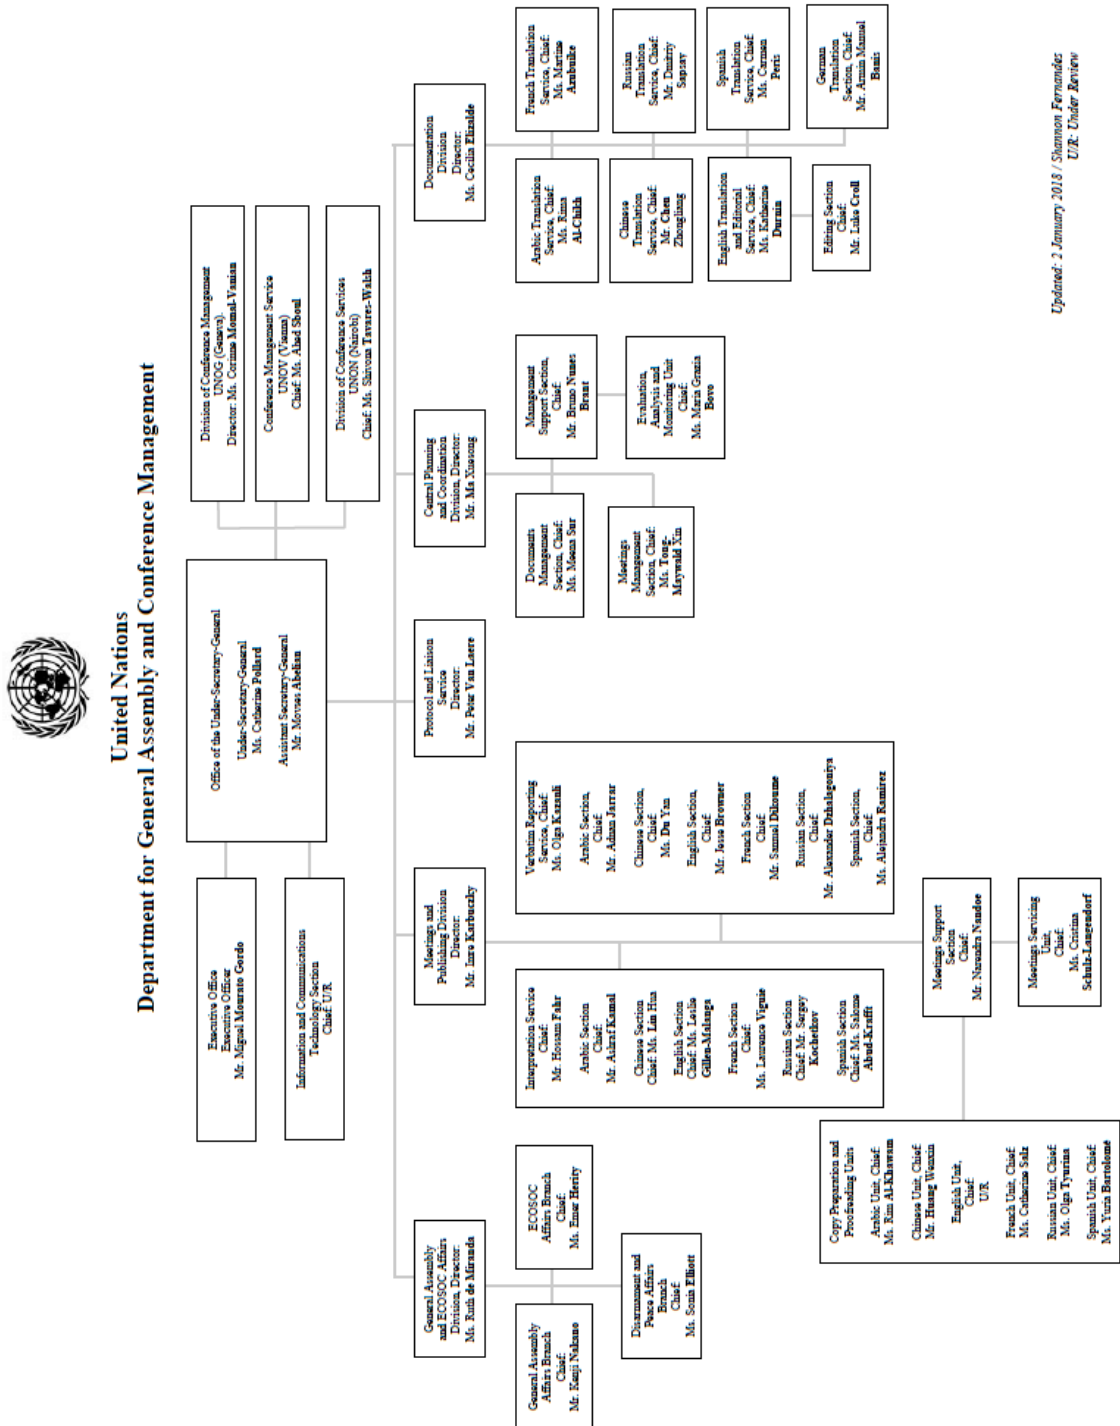 United Nations
Department for General Assembly and Conference Management
Office of the Under-Secretary-General
Under-Secretary-General
Ms. Catherine Pollard
Assistant Secretary-General
Mr. Movses Abelian
Executive Office
Executive Officer
Mr. Miguel Mourato Gordo
Information and Communications
Technology Section
Chief: U/R
Division of Conference Management
UNOG (Geneva).
Director: Ms. Corinne Momal-Vanian
Conference Management Service
UNOV (Vienna)
Chief: Ms. Ahed Sboul
Division of Conference Services
UNON (Nairobi)
Chief: Ms. Shivona Tavares-Walsh
General Assembly
and ECOSOC Affairs
Division, Director:
Ms. Ruth de Miranda
Meetings and
Publishing Division
Director:
Mr. Imre Karbuczky
Protocol and Liaison
Service
Director:
Mr. Peter Van Laere
Central Planning
and Coordination
Division, Director:
Mr. Ma Xuesong
Documentation
Division
Director:
Ms. Cecilia Elizalde
General Assembly
Affairs Branch
Chief:
Mr. Kenji Nakano
ECOSOC
Affairs Branch
Chief:
Ms. Emer Herity
Disarmament and
Peace Affairs
Branch
Chief:
Ms. Sonia Elliott
Interpretation Service
Chief:
Mr. Hossam Fahr
Arabic Section
Chief:
Mr. Ashraf Kamal
Chinese Section
Chief: Ms. Lin Hua
English Section
Chief: Ms. Leslie
Gillen-Malanga
French Section
Chief:
Ms. Laurence Viguie
Russian Section
Chief: Mr. Sergey
Kochetkov
Spanish Section
Chief: Ms. Salome
Abud-Krafft
Verbatim Reporting
Service, Chief:
Ms. Olga Kazanli
Arabic Section,
Chief:
Mr. Adnan Jarrar
Chinese Section,
Chief:
Ms. Du Yan
English Section,
Chief:
Mr. Jesse Browner
French Section
Chief:
Mr. Samuel Dikoume
Russian Section,
Chief:
Mr. Alexander Dzhalagoniya
Spanish Section,
Chief:
Ms. Alejandra Ramirez
Copy Preparation and
Proofreading Units
Arabic Unit, Chief:
Ms. Rim Al-Khawam
Chinese Unit, Chief:
Mr. Huang Wenxin
English Unit,
Chief:
U/R
French Unit, Chief:
Ms. Catherine Salz
Russian Unit, Chief:
Ms. Olga Tyurina
Spanish Unit, Chief:
Ms. Yuria Bartolomé
Meetings Support
Section
Chief:
Mr. Narendra Nandoe
Meetings Servicing
Unit,
Chief:
Ms. Cristina
Schulz-Langendorf
Documents
Management
Section, Chief:
Ms. Meena Sur
Management
Support Section,
Chief:
Mr. Bruno Nunes
Brant
Meetings
Management
Section, Chief:
Ms. Tong-
Maywald Xin
Evaluation,
Analysis and
Monitoring Unit
Chief:
Ms. Maria Grazia
Bovo
Arabic Translation
Service, Chief:
Ms. Rima
Al-Chikh
French Translation
Service, Chief:
Ms. Martine
Azubuike
Chinese
Translation
Service, Chief:
Mr. Chen
Zhongliang
Russian
Translation
Service, Chief:
Mr. Dmitriy
Sapsay
English Translation
and Editorial
Service, Chief:
Ms. Katherine
Durnin
Spanish
Translation
Service, Chief:
Ms. Carmen
Peris
Editing Section
Chief:
Mr. Luke Croll
German
Translation
Section, Chief:
Mr. Armin Manuel
Banis
Updated: 2 January 2018 / Shannon Fernandes
U/R: Under Review